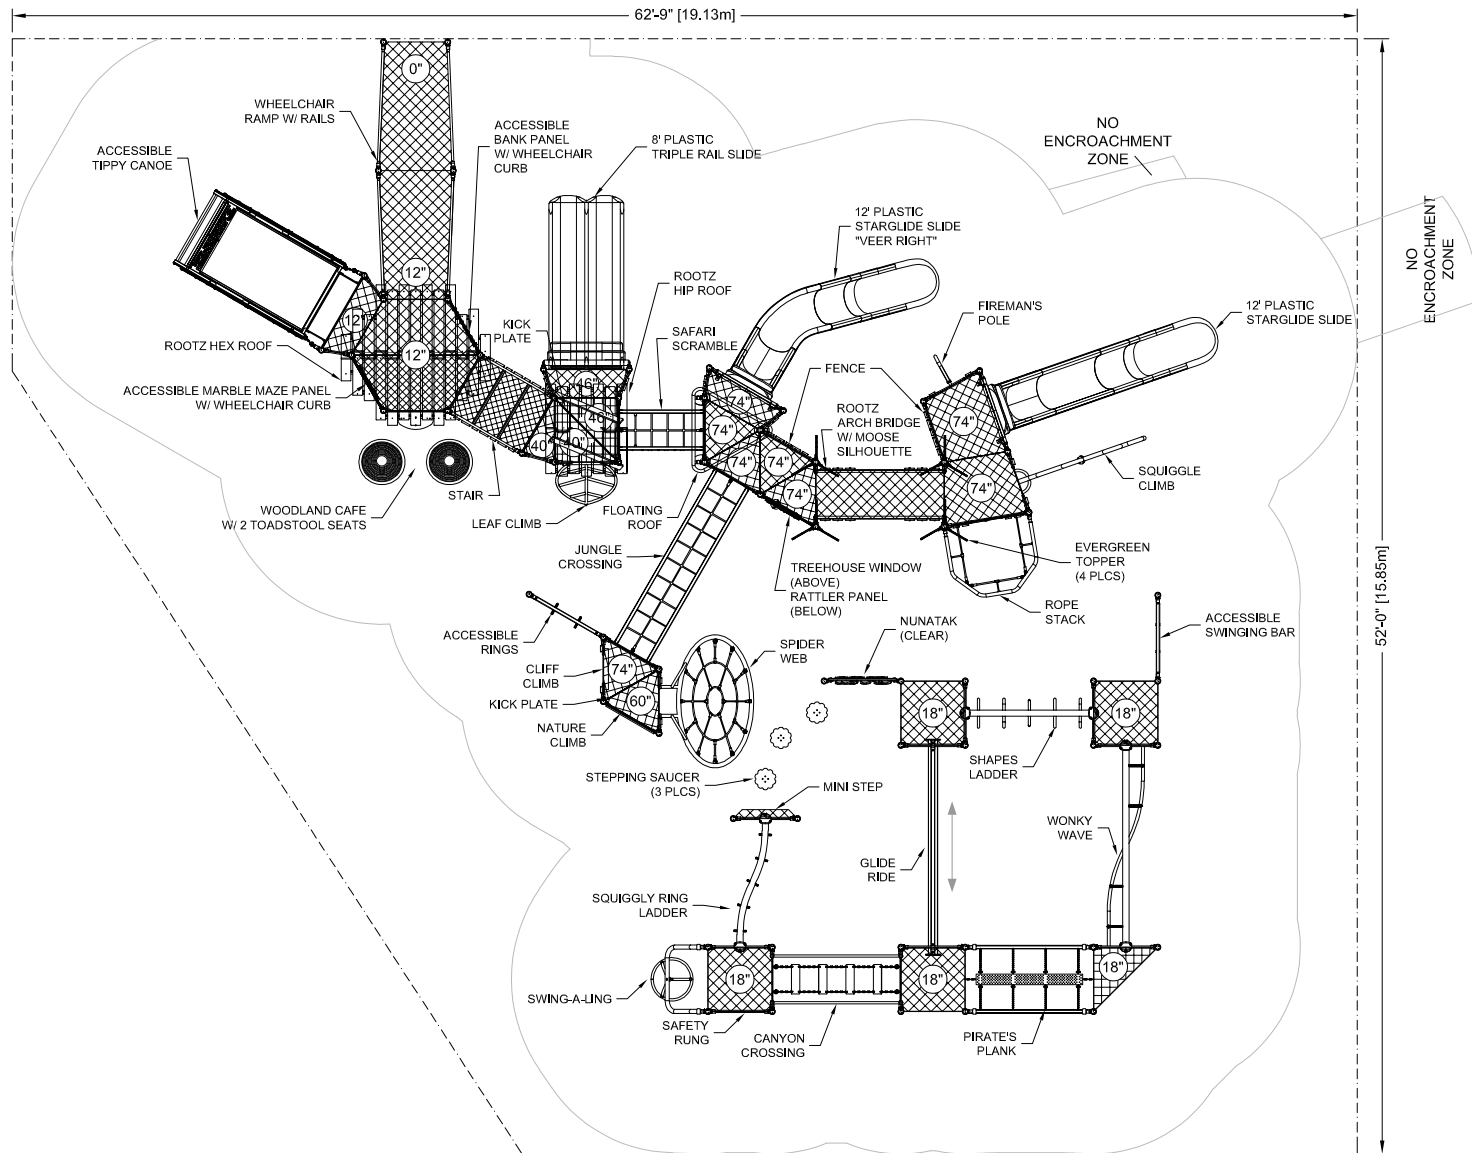 62'-9" [19.13m]
0"
WHEELCHAIR
RAMP W/ RAILS
ACCESSIBLE
TIPPY CANOE
ACCESSIBLE
BANK PANEL
W/ WHEELCHAIR
CURB
8' PLASTIC
TRIPLE RAIL SLIDE
NO
ENCROACHMENT
ZONE
NO
ENCROACHMENT
ZONE
12' PLASTIC
STARGLIDE SLIDE
"VEER RIGHT"
12"
ROOTZ
HIP ROOF
FIREMAN'S
POLE
12' PLASTIC
STARGLIDE SLIDE
12"
KICK
PLATE
SAFARI
SCRAMBLE
ROOTZ HEX ROOF
12"
FENCE
ACCESSIBLE MARBLE MAZE PANEL
W/ WHEELCHAIR CURB
46"
46"
40"
40"
74"
74"
74"
74"
74"
ROOTZ
ARCH BRIDGE
W/ MOOSE
SILHOUETTE
74"
74"
SQUIGGLE
CLIMB
STAIR
WOODLAND CAFE
W/ 2 TOADSTOOL SEATS
LEAF CLIMB
FLOATING
ROOF
JUNGLE
CROSSING
TREEHOUSE WINDOW
(ABOVE)
RATTLER PANEL
(BELOW)
EVERGREEN
TOPPER
(4 PLCS)
52'-0" [15.85m]
ROPE
STACK
ACCESSIBLE
SWINGING BAR
ACCESSIBLE
RINGS
NUNATAK
(CLEAR)
SPIDER
WEB
CLIFF
CLIMB
74"
60"
KICK PLATE
NATURE
CLIMB
18"
18"
SHAPES
LADDER
STEPPING SAUCER
(3 PLCS)
MINI STEP
WONKY
WAVE
GLIDE
RIDE
SQUIGGLY RING
LADDER
18"
18"
18"
SWING-A-LING
SAFETY
RUNG
CANYON
CROSSING
PIRATE'S
PLANK